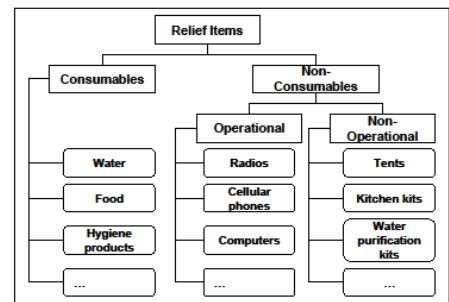 Relief Items
Consumables
Non-
Consumables
Operational
Non-
Operational
Water
Radios
Tents
Food
Cellular
phones
Kitchen kits
Hygiene
products
Computers
Water
purification
kits
...
...
...